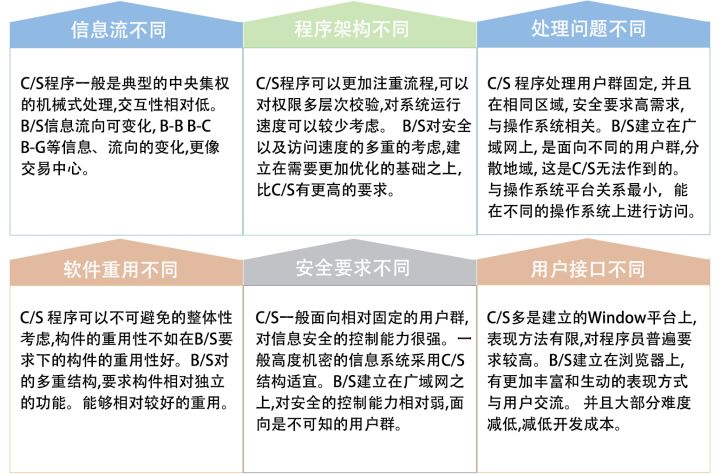 信息流不同
C/S程序一般是典型的中央集权
的机械式处理,交互性相对低。
B/S信息流向可变化, B-B B-C
B-G等信息、流向的变化,更像
交易中心。
程序架构不同
C/S程序可以更加注重流程,可以
对权限多层次校验,对系统运行
速度可以较少考虑。 B/S对安全
以及访问速度的多重的考虑,建
立在需要更加优化的基础之上,
比C/S有更高的要求。
处理问题不同
C/S 程序处理用户群固定, 并且
在相同区域, 安全要求高需求,
与操作系统相关。B/S建立在广
域网上, 是面向不同的用户群,分
散地域, 这是C/S无法作到的。
与操作系统平台关系最小, 能
在不同的操作系统上进行访问。
软件重用不同
C/S 程序可以不可避免的整体性
考虑,构件的重用性不如在B/S要
求下的构件的重用性好。B/S对
的多重结构,要求构件相对独立
的功能。能够相对较好的重用。
安全要求不同
C/S一般面向相对固定的用户群,
对信息安全的控制能力很强。一
般高度机密的信息系统采用C/S
结构适宜。B/S建立在广域网之
上,对安全的控制能力相对弱,面
向是不可知的用户群。
用户接口不同
C/S多是建立的Window平台上,
表现方法有限,对程序员普遍要
求较高。B/S建立在浏览器上,
有更加丰富和生动的表现方式
与用户交流。 并且大部分难度
减低,减低开发成本。